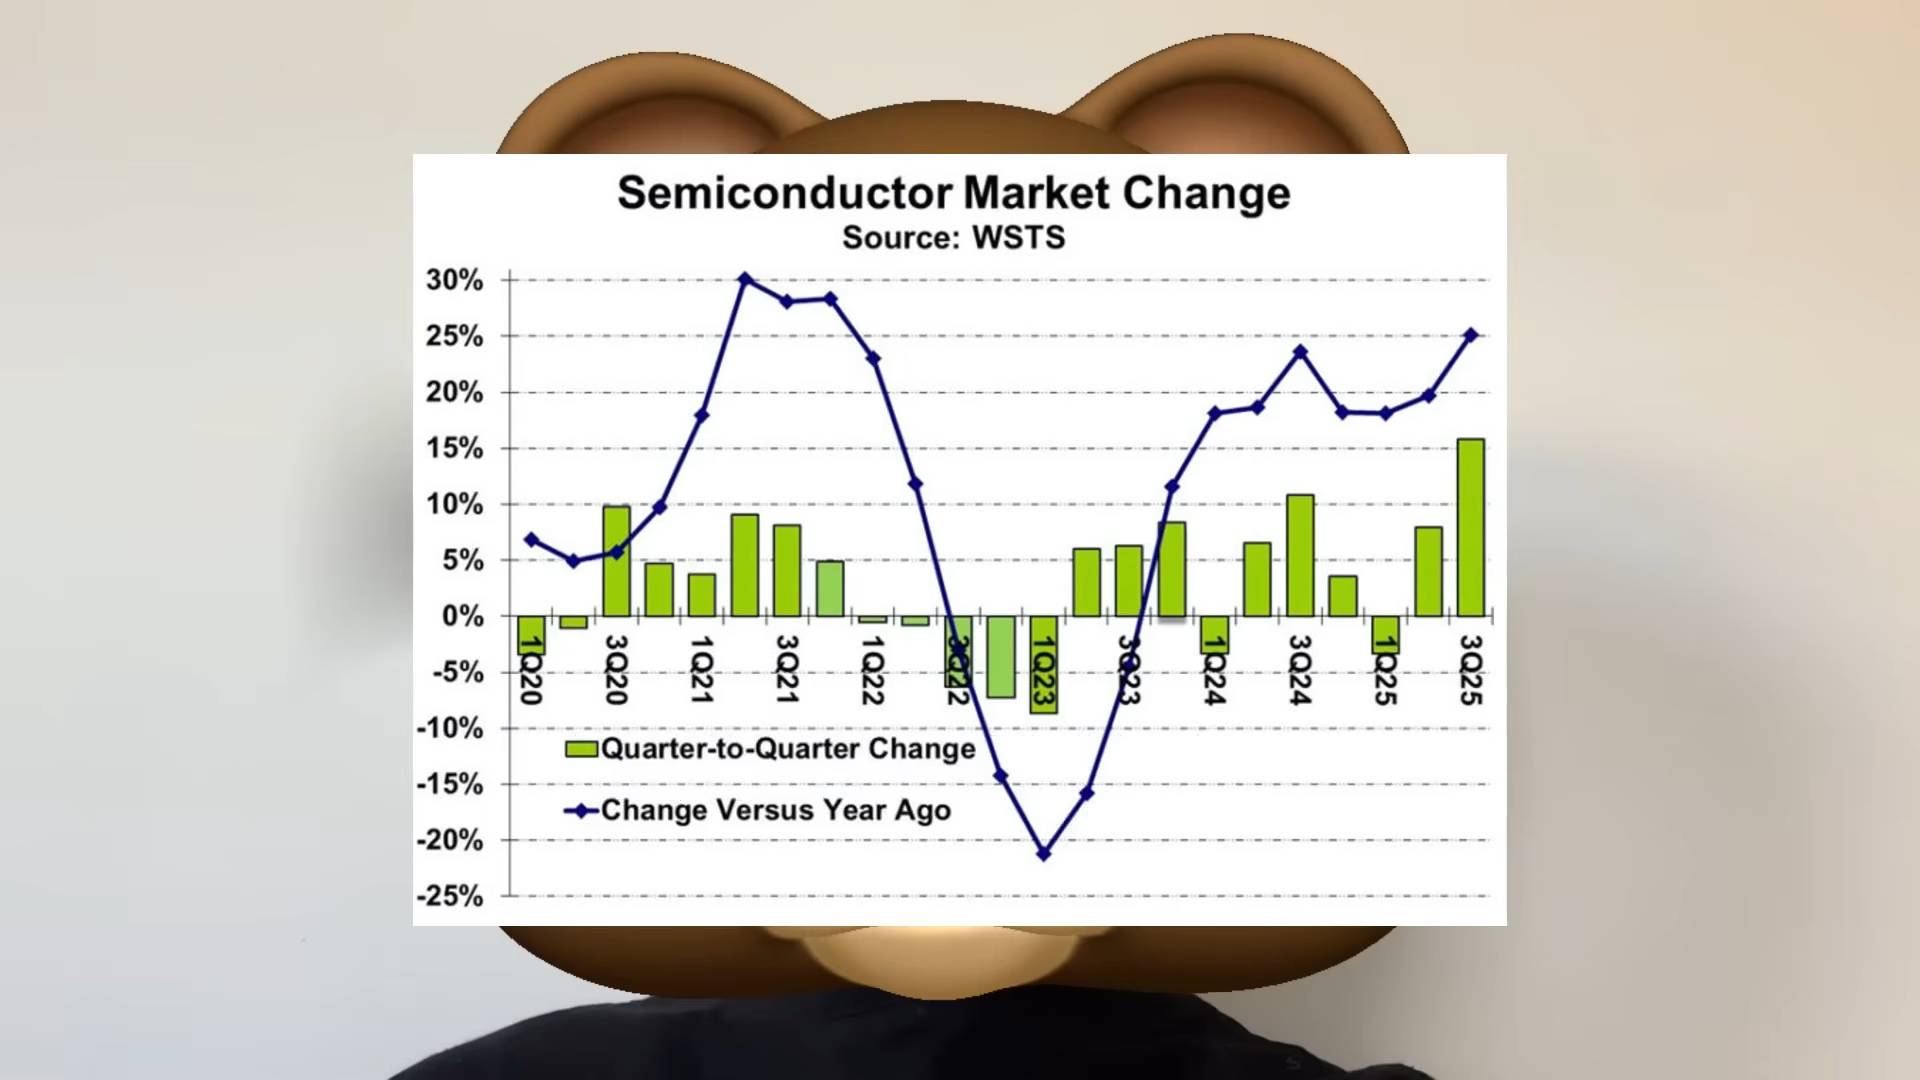 Semiconductor Market Change
Source: WSTS
30%
25%
20%
15%
10%
5%
0%
-5%
-10%
-15%
-20%
-25%
1Q20
3Q20
1Q21
3Q21
1Q22
3Q22
1Q23
3Q23
1Q24
3Q24
1Q25
3Q25
Quarter-to-Quarter Change
Change Versus Year Ago